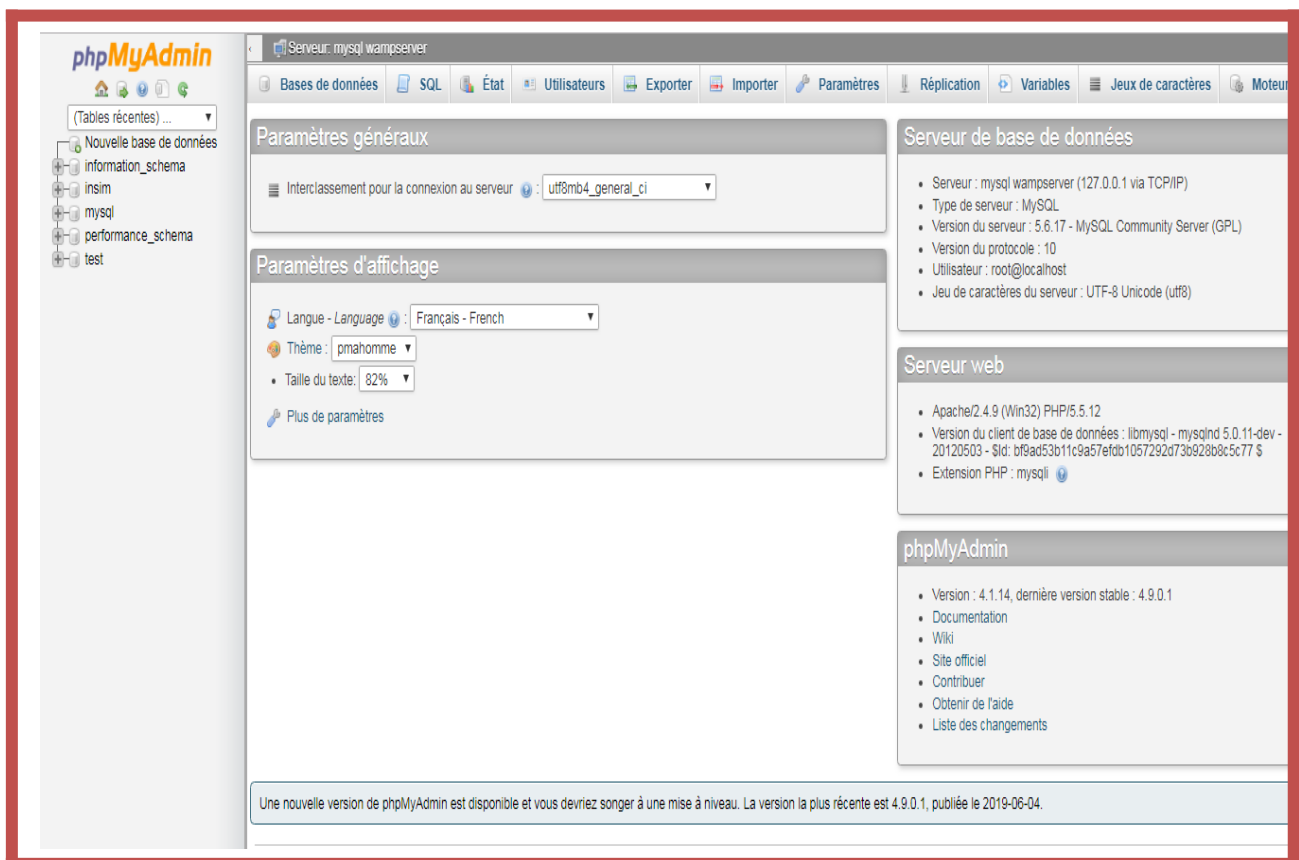 phpMyAdmin
(Tables récentes) ...
Nouvelle base de données
information_schema
insim
mysql
performance_schema
test
Serveur: mysql wampserver
Bases de données
SQL
État
Utilisateurs
Exporter
Importer
Paramètres
Réplication
Variables
Jeux de caractères
Moteur
Paramètres généraux
Interclassement pour la connexion au serveur : utf8mb4_general_ci
Paramètres d'affichage
Langue - Language : Français - French
Thème : pmahomme
Taille du texte: 82%
Plus de paramètres
Serveur de base de données
Serveur : mysql wampserver (127.0.0.1 via TCP/IP)
Type de serveur : MySQL
Version du serveur : 5.6.17 - MySQL Community Server (GPL)
Version du protocole : 10
Utilisateur : root@localhost
Jeu de caractères du serveur : UTF-8 Unicode (utf8)
Serveur web
Apache/2.4.9 (Win32) PHP/5.5.12
Version du client de base de données : libmysql - mysqlnd 5.0.11-dev -
20120503 - $Id: bf9ad53b11c9a57efdb1057292d73b928b8c5c77 $
Extension PHP : mysqli
phpMyAdmin
Version : 4.1.14, dernière version stable : 4.9.0.1
Documentation
Wiki
Site officiel
Contribuer
Obtenir de l'aide
Liste des changements
Une nouvelle version de phpMyAdmin est disponible et vous devriez songer à une mise à niveau. La version la plus récente est 4.9.0.1, publiée le 2019-06-04.